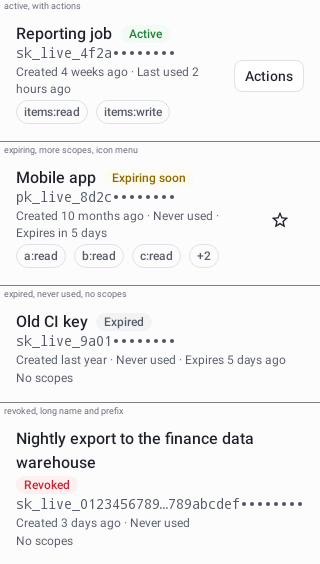 active, with actions
Reporting job Active
sk_live_4f2a••••••••
Created 4 weeks ago · Last used 2
hours ago
Actions
items:read items:write
expiring, more scopes, icon menu
Mobile app Expiring soon
pk_live_8d2c••••••••
Created 10 months ago · Never used ·
Expires in 5 days
a:read b:read c:read +2
expired, never used, no scopes
Old CI key Expired
sk_live_9a01••••••••
Created last year · Never used · Expires 5 days ago
No scopes
revoked, long name and prefix
Nightly export to the finance data
warehouse
Revoked
sk_live_0123456789…789abcdef••••••••
Created 3 days ago · Never used
No scopes